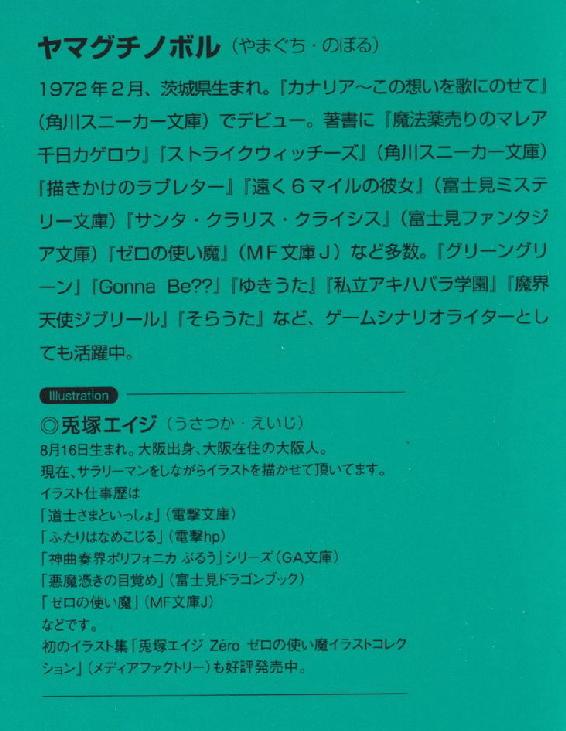 ヤマグチノボル（やまぐち・のぼる）
1972年2月、茨城県生まれ。『カナリア～この想いを歌にのせて』
（角川スニーカー文庫）でデビュー。著書に『魔法薬売りのマレア
千日カゲロウ』『ストライクウィッチーズ』（角川スニーカー文庫）
『描きかけのラブレター』『遠く6マイルの彼女』（富士見ミステ
リー文庫）『サンタ・クラリス・クライシス』（富士見ファンタジ
ア文庫）『ゼロの使い魔』（MF文庫J）など多数。『グリーングリ
ーン』『Gonna Be??』『ゆきうた』『私立アキハバラ学園』『魔界
天使ジブリール』『そらうた』など、ゲームシナリオライターとし
ても活躍中。
Illustration
◎兎塚エイジ（うさつか・えいじ）
8月16日生まれ。大阪出身、大阪在住の大阪人。
現在、サラリーマンをしながらイラストを描かせて頂いてます。
イラスト仕事歴は
「道士さまといっしょ」（電撃文庫）
「ふたりはなめこじる」（電撃hp）
「神曲奏界ポリフォニカ ぶるう」シリーズ（GA文庫）
「悪魔憑きの目覚め」（富士見ドラゴンブック）
「ゼロの使い魔」（MF文庫J）
などです。
初のイラスト集「兎塚エイジ Zéro ゼロの使い魔イラストコレク
ション」（メディアファクトリー）も好評発売中。